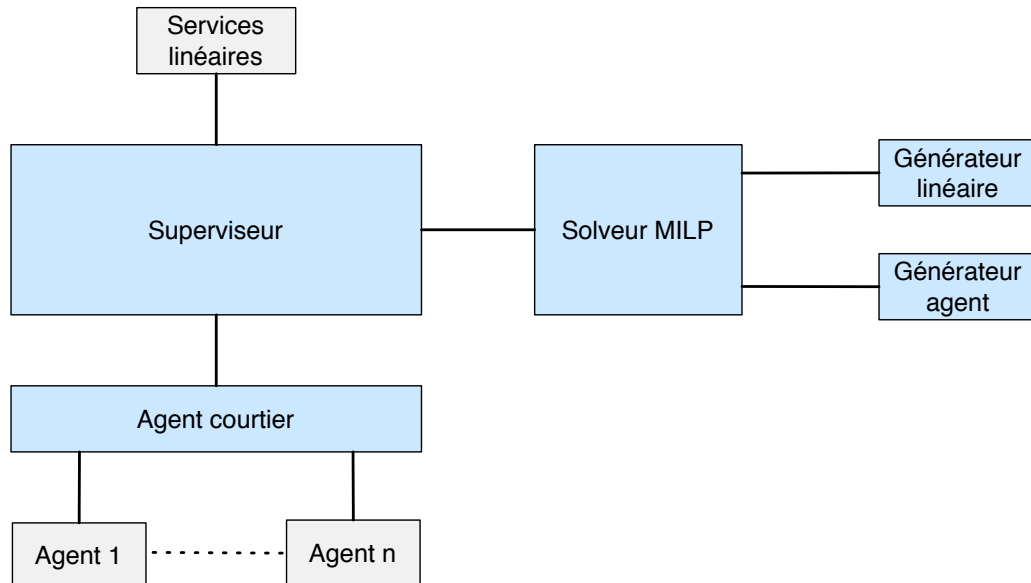 Services
linéaires
Superviseur
Solveur MILP
Générateur
linéaire
Générateur
agent
Agent courtier
Agent 1
Agent n